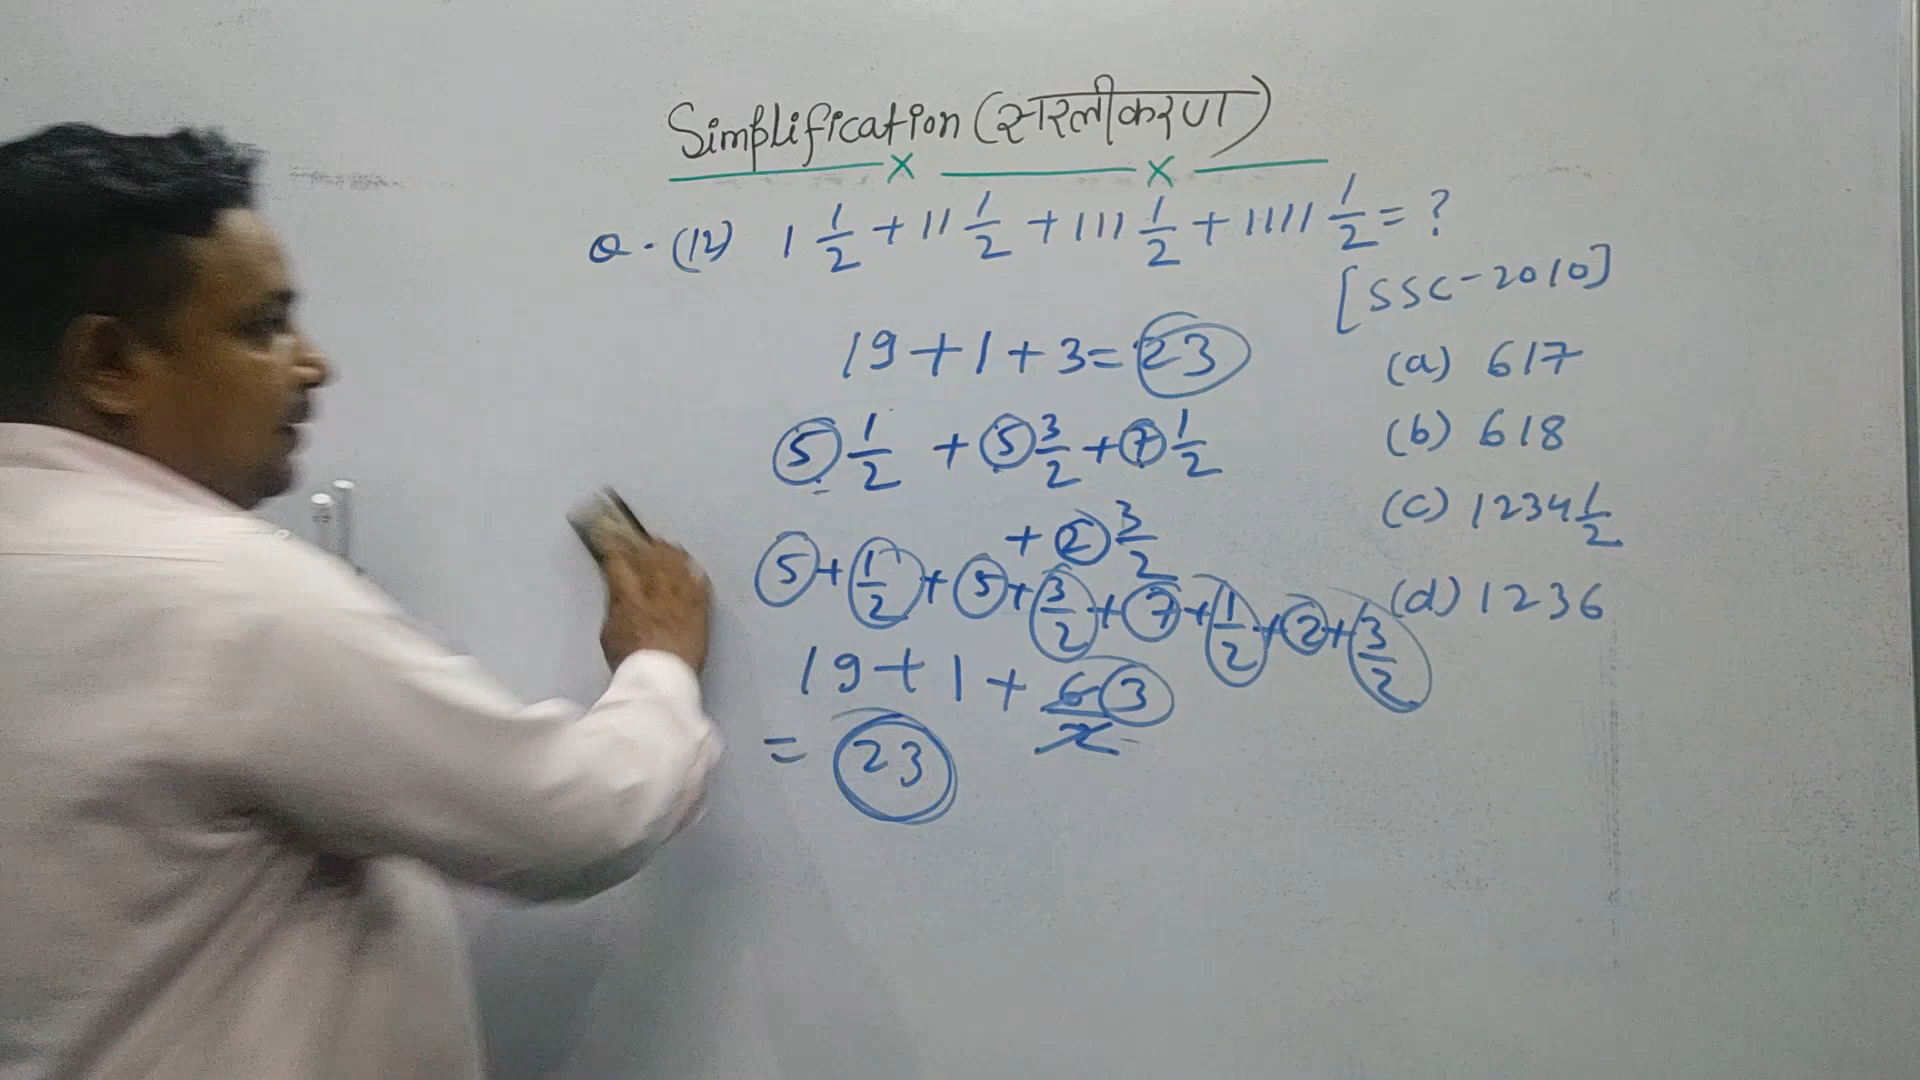 Simplification (सरलीकरण)
Q-(12) 1 1/2 + 11 1/2 + 111 1/2 + 1111 1/2 = ?
[SSC-2010]
19+1+3=23
(a) 617
5 1/2 + 5 3/2 + 7 1/2
(b) 618
+ 2 3/2
(c) 1234 1/2
5+1/2+5+3/2+7+1/2+2+3/2
(d) 1236
19+1+6/2 3
= 23